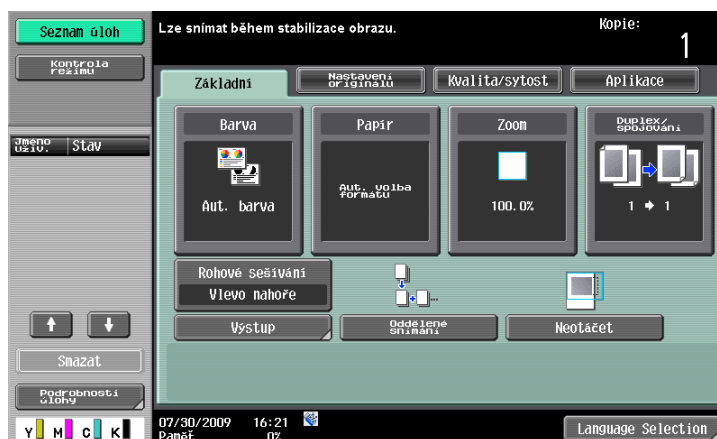 Seznam úloh
Lze snímat během stabilizace obrazu.
Kopie:
1
Kontrola
režimu
Základní
Nastavení
originálu
Kvalita/sytost
Aplikace
Jméno
uživ.
Stav
Barva
Aut. barva
Papír
Aut. volba
formátu
Zoom
100.0%
Duplex/
spojování
1 → 1
Rohové sešívání
Vlevo nahoře
Výstup
Oddělené
snímání
Neotáčet
Smazat
Podrobnosti
úlohy
Y M C K
07/30/2009 16:21
Paměť 0%
Language Selection